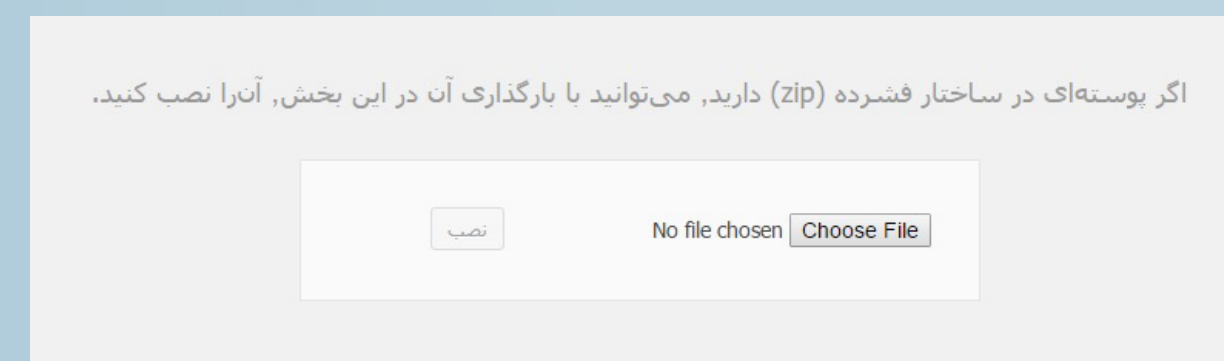 اگر پوسته‌ای در ساختار فشرده (zip) دارید, می‌توانید با بارگذاری آن در این بخش, آن‌را نصب کنید.
Choose File No file chosen
نصب